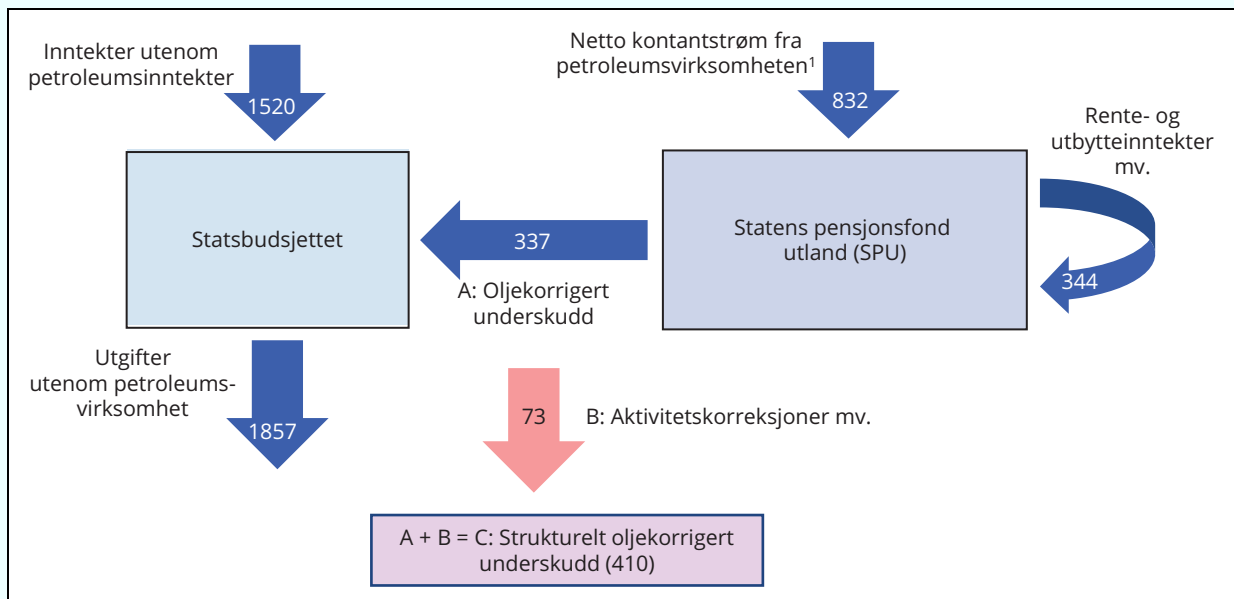 Inntekter utenom
petroleumsinntekter
1520
Netto kontantstrøm fra
petroleumsvirksomheten¹
832
Rente- og
utbytteinntekter
mv.
344
Statsbudsjettet
337
Statens pensjonsfond
utland (SPU)
A: Oljekorrigert
underskudd
Utgifter
utenom petroleums-
virksomhet
1857
73
B: Aktivitetskorreksjoner mv.
A + B = C: Strukturelt oljekorrigert
underskudd (410)